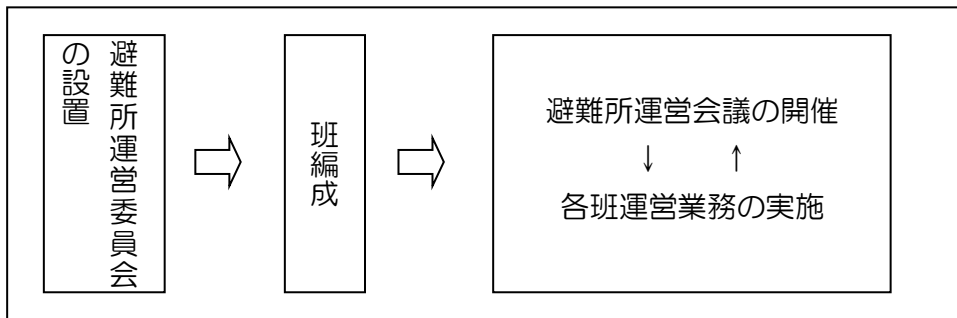 避難所運営委員会
の設置
班編成
避難所運営会議の開催
↓ ↑
各班運営業務の実施